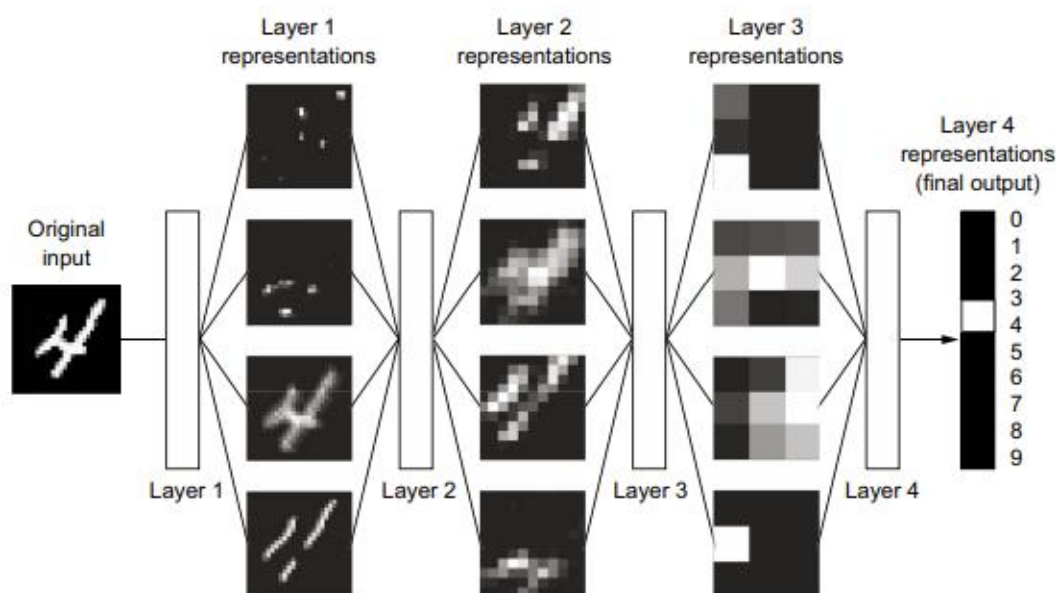 Layer 1
representations
Layer 2
representations
Layer 3
representations
Layer 4
representations
(final output)
Original
input
0
1
2
3
4
5
6
7
8
9
Layer 1
Layer 2
Layer 3
Layer 4